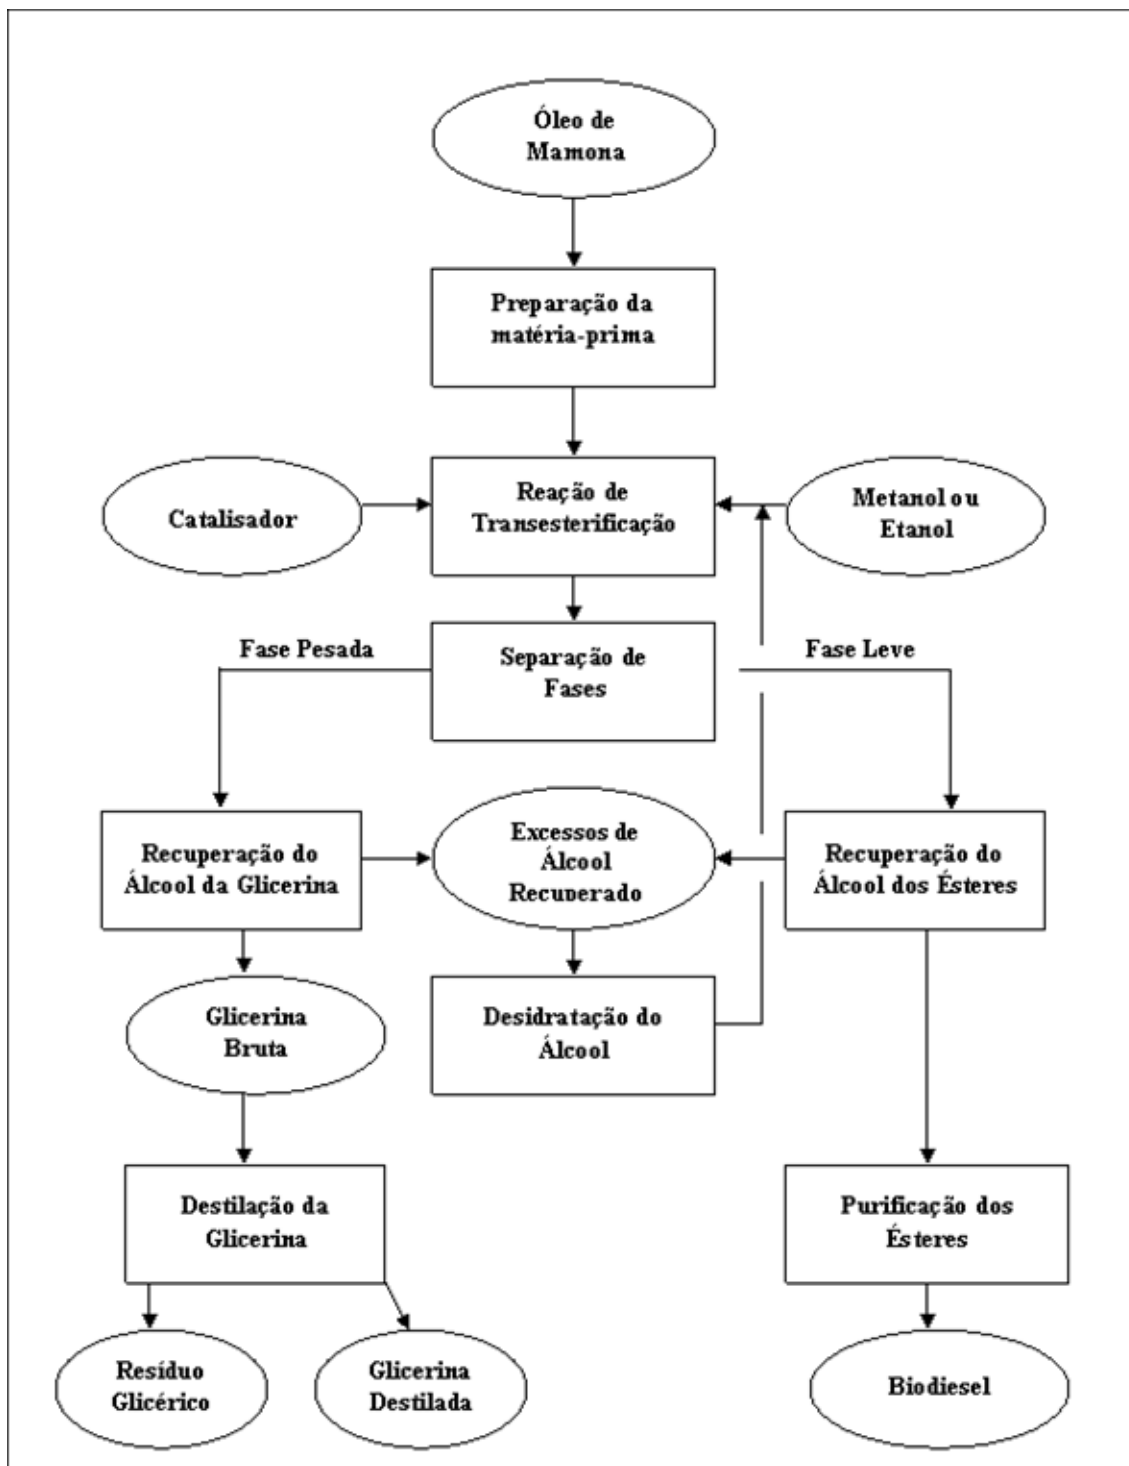 Óleo de
Mamona
Preparação da
matéria-prima
Catalisador
Reação de
Transesterificação
Metanol ou
Etanol
Fase Pesada
Separação de
Fases
Fase Leve
Recuperação do
Álcool da Glicerina
Excessos de
Álcool
Recuperado
Recuperação do
Álcool dos Ésteres
Glicerina
Bruta
Desidratação do
Álcool
Destilação da
Glicerina
Purificação dos
Ésteres
Resíduo
Glicérico
Glicerina
Destilada
Biodiesel